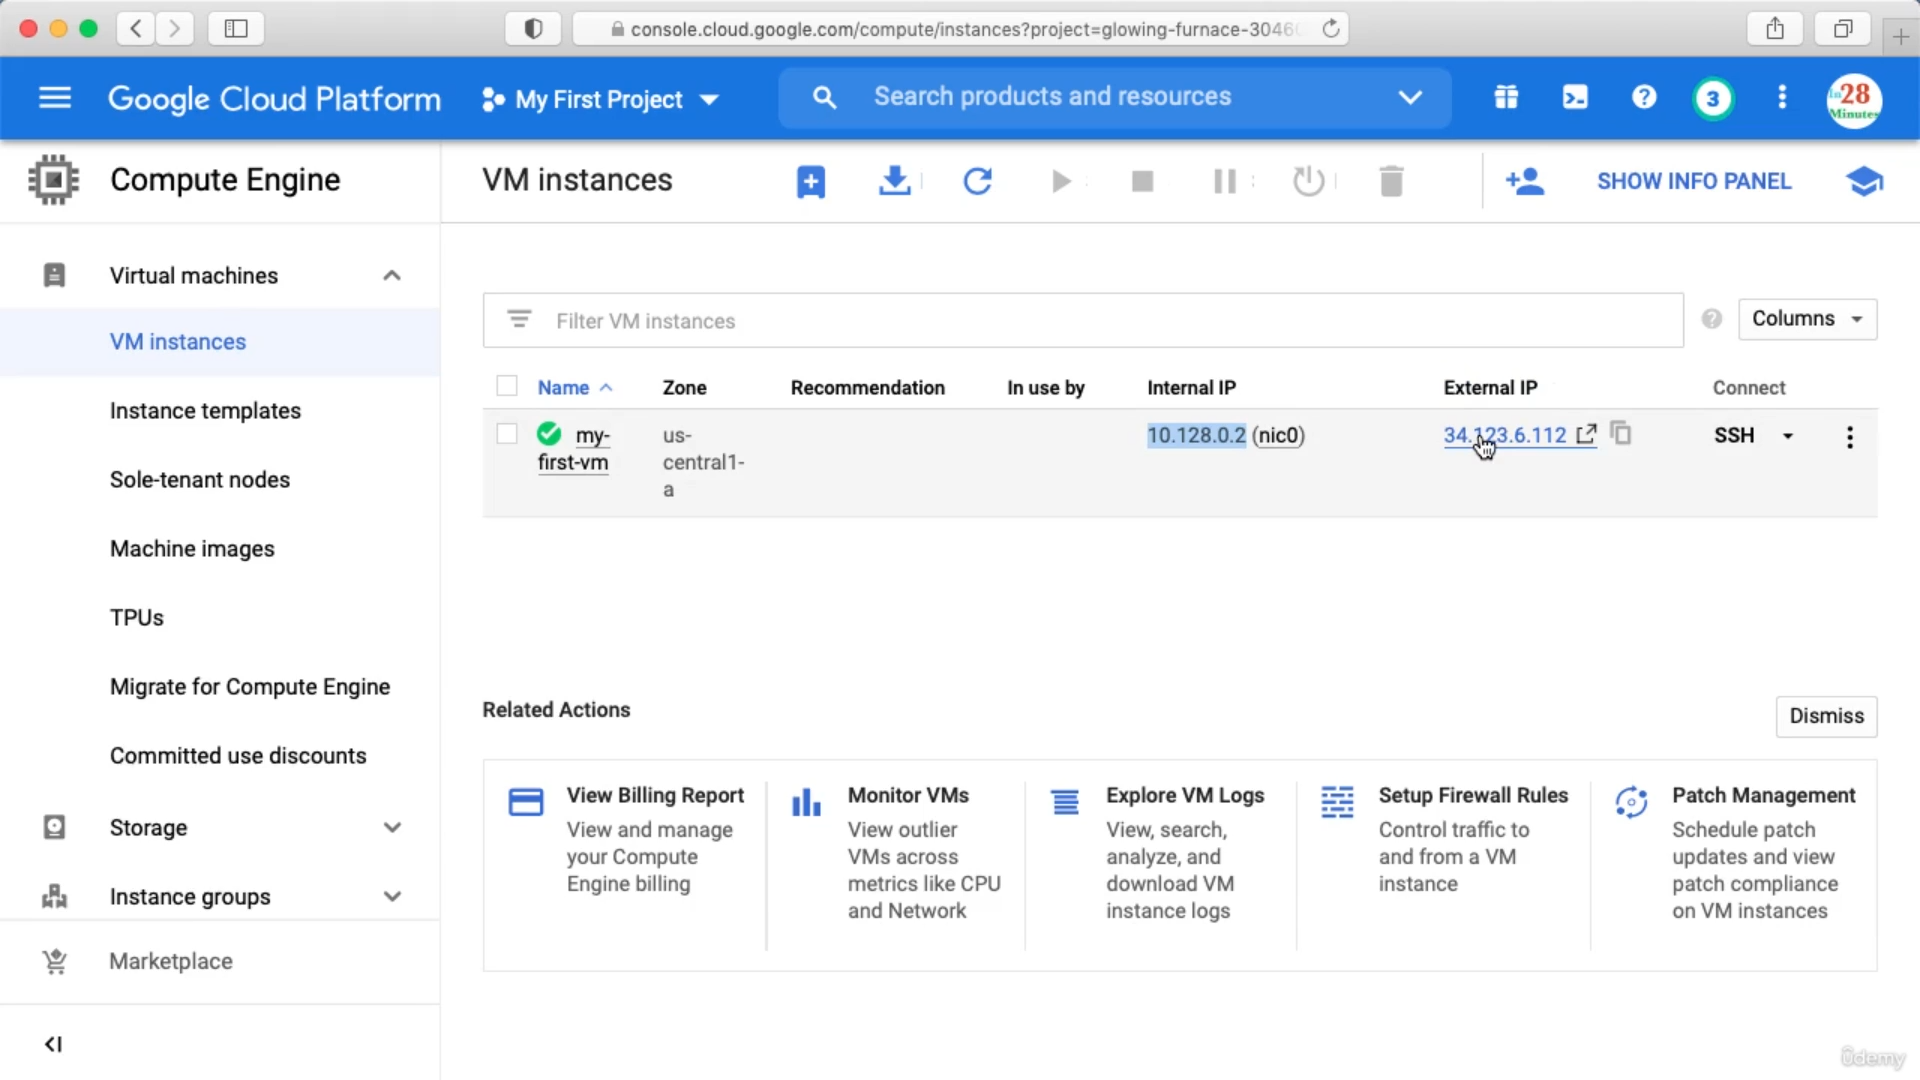 console.cloud.google.com/compute/instances?project=glowing-furnace-3046
Google Cloud Platform
My First Project
Search products and resources
3
in28
Minutes
Compute Engine
VM instances
SHOW INFO PANEL
Virtual machines
VM instances
Instance templates
Sole-tenant nodes
Machine images
TPUs
Migrate for Compute Engine
Committed use discounts
Storage
Instance groups
Marketplace
Filter VM instances
Columns
Name Zone Recommendation In use by Internal IP External IP Connect
my-first-vm us-central1-a 10.128.0.2 (nic0) 34.123.6.112 SSH
Related Actions
Dismiss
View Billing Report
View and manage
your Compute
Engine billing
Monitor VMs
View outlier
VMs across
metrics like CPU
and Network
Explore VM Logs
View, search,
analyze, and
download VM
instance logs
Setup Firewall Rules
Control traffic to
and from a VM
instance
Patch Management
Schedule patch
updates and view
patch compliance
on VM instances
ûdemy